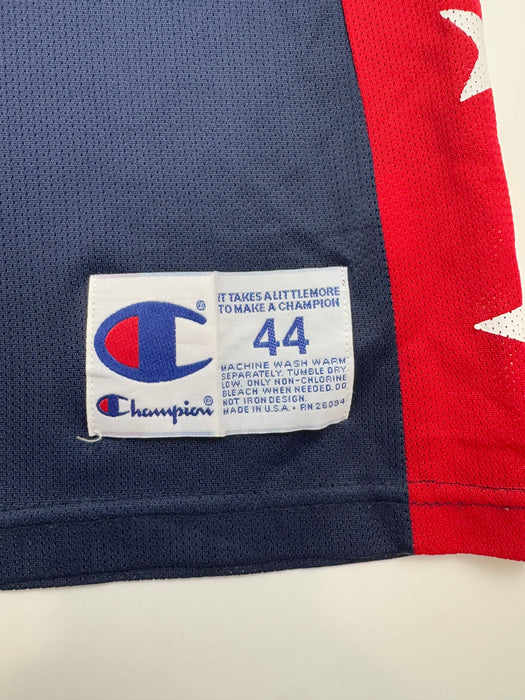 IT TAKES A LITTLE MORE
TO MAKE A CHAMPION
44
MACHINE WASH WARM
SEPARATELY. TUMBLE DRY
LOW. ONLY NON-CHLORINE
BLEACH WHEN NEEDED. DO
NOT IRON DESIGN.
MADE IN U.S.A. • RN 26094
®
Champion®